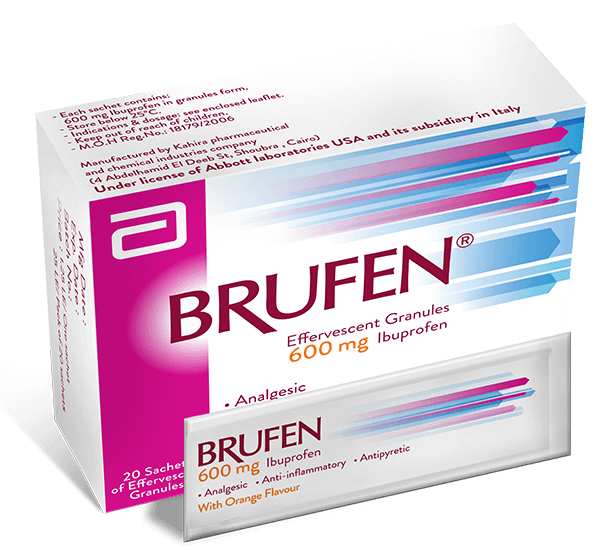 - Each sachet contains:
600 mg Ibuprofen in granules form.
- Store below 25°C.
- Indications & dosage: see enclosed leaflet.
- Keep out of reach of children.
- M.O.H Reg.No.: 18179/2006
Manufactured by Kahira pharmaceutical
and chemical industries company
(4 Abdelhamid El Deeb St, Shoubra , Cairo)
Under license of Abbott laboratories USA and its subsidiary in Italy
BRUFEN®
Effervescent Granules
600 mg Ibuprofen
• Analgesic
20 Sachet
of Effervescen
Granules
BRUFEN
600 mg Ibuprofen
• Analgesic • Anti-inflammatory • Antipyretic
With Orange Flavour